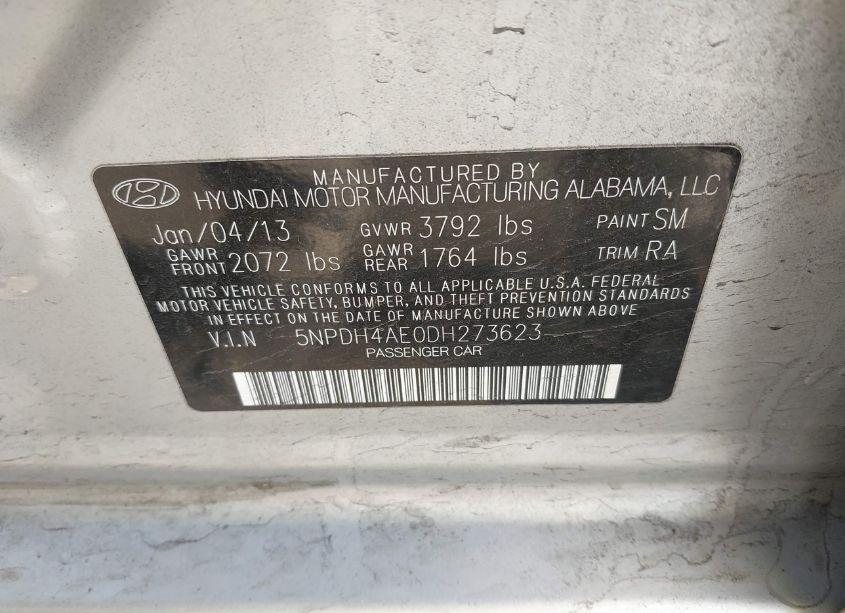 MANUFACTURED BY
HYUNDAI MOTOR MANUFACTURING ALABAMA, LLC
Jan/04/13 GVWR 3792 lbs PAINT SM
GAWR FRONT 2072 lbs GAWR REAR 1764 lbs TRIM RA
THIS VEHICLE CONFORMS TO ALL APPLICABLE U.S.A. FEDERAL
MOTOR VEHICLE SAFETY, BUMPER, AND THEFT PREVENTION STANDARDS
IN EFFECT ON THE DATE OF MANUFACTURE SHOWN ABOVE
V.I.N 5NPDH4AE0DH273623
PASSENGER CAR